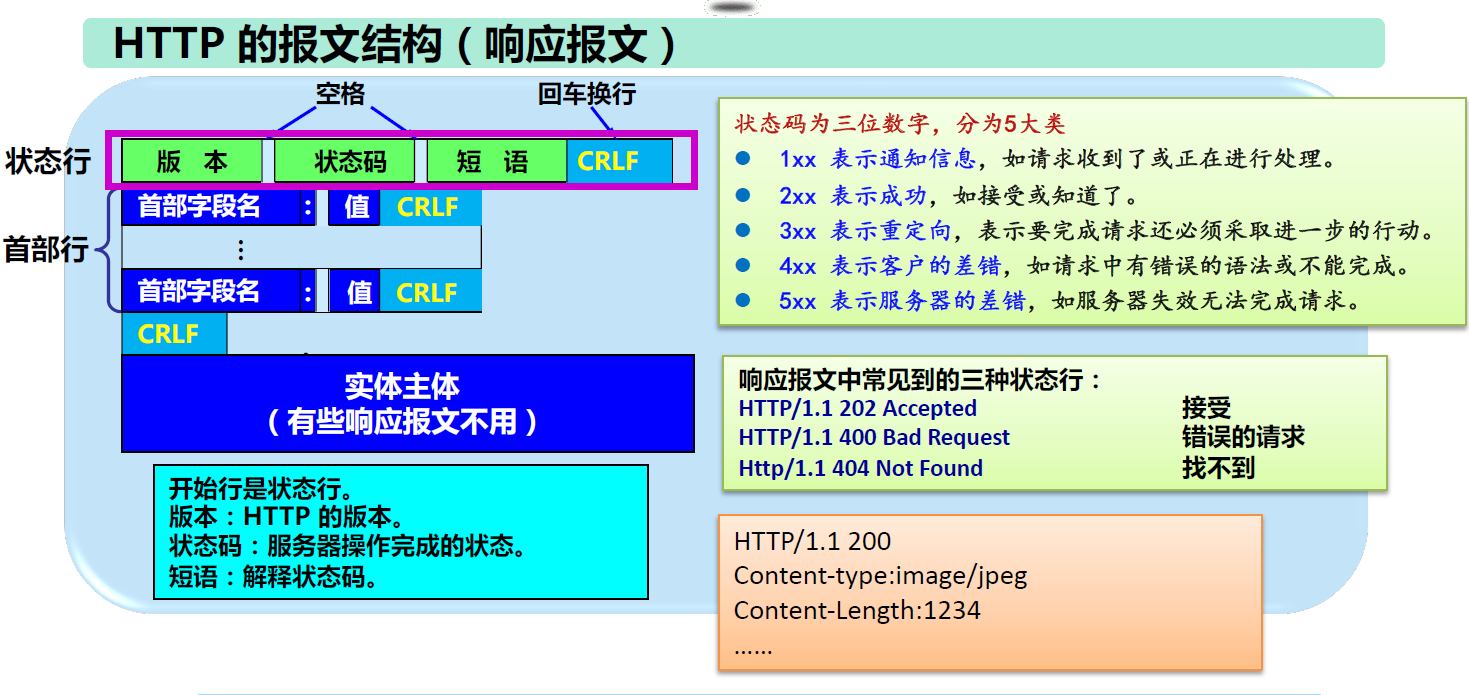 HTTP 的报文结构（响应报文）
空格
回车换行
状态行
版 本 状态码 短 语 CRLF
首部行
首部字段名 : 值 CRLF
⋮
首部字段名 : 值 CRLF
CRLF
实体主体
（有些响应报文不用）
开始行是状态行。
版本：HTTP 的版本。
状态码：服务器操作完成的状态。
短语：解释状态码。
状态码为三位数字，分为5大类
● 1xx 表示通知信息，如请求收到了或正在进行处理。
● 2xx 表示成功，如接受或知道了。
● 3xx 表示重定向，表示要完成请求还必须采取进一步的行动。
● 4xx 表示客户的差错，如请求中有错误的语法或不能完成。
● 5xx 表示服务器的差错，如服务器失效无法完成请求。
响应报文中常见到的三种状态行：
HTTP/1.1 202 Accepted 接受
HTTP/1.1 400 Bad Request 错误的请求
Http/1.1 404 Not Found 找不到
HTTP/1.1 200
Content-type:image/jpeg
Content-Length:1234
......